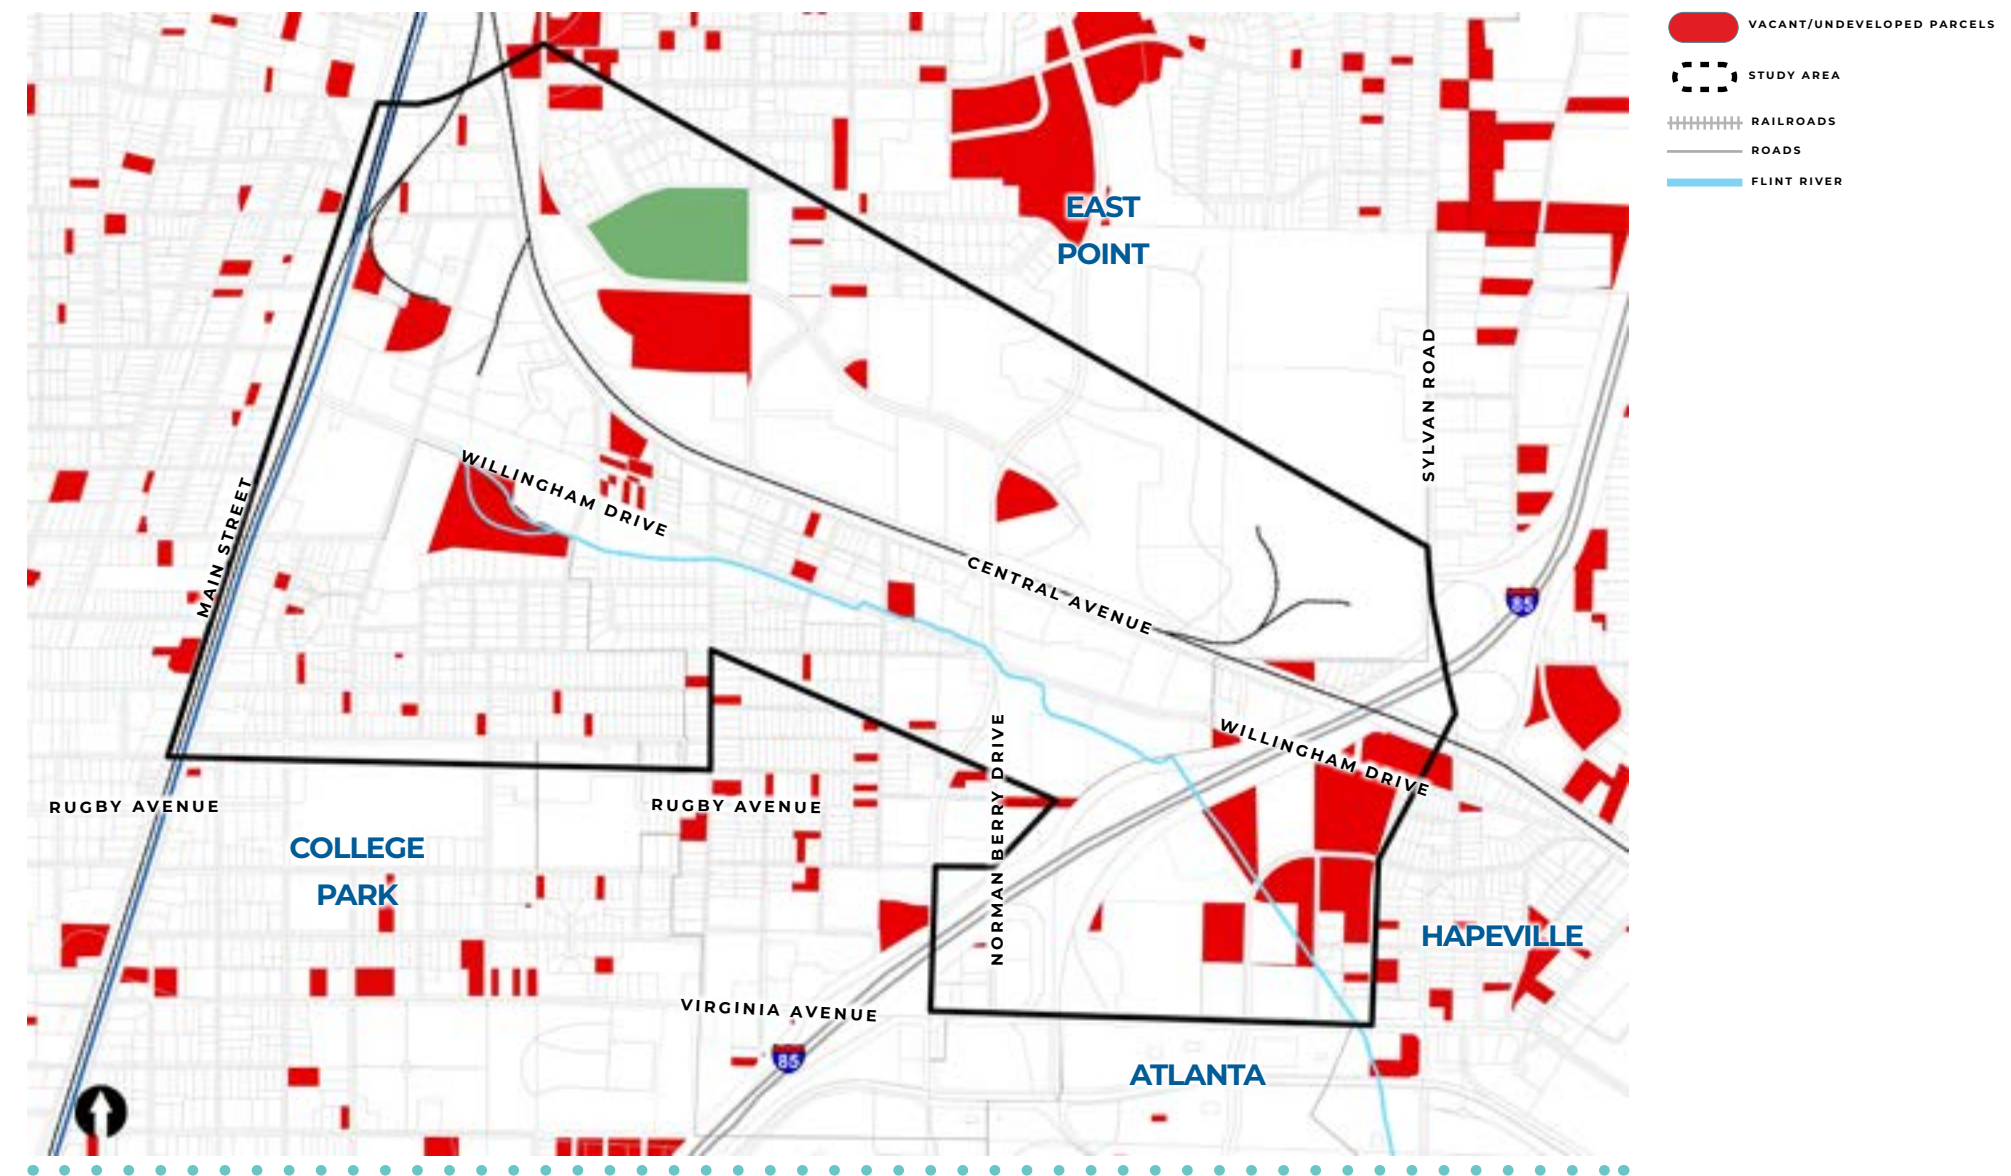 VACANT/UNDEVELOPED PARCELS
STUDY AREA
RAILROADS
ROADS
FLINT RIVER
EAST
POINT
SYLVAN ROAD
WILLINGHAM DRIVE
MAIN STREET
CENTRAL AVENUE
85
WILLINGHAM DRIVE
NORMAN BERRY DRIVE
RUGBY AVENUE
RUGBY AVENUE
COLLEGE
PARK
HAPEVILLE
VIRGINIA AVENUE
85
ATLANTA